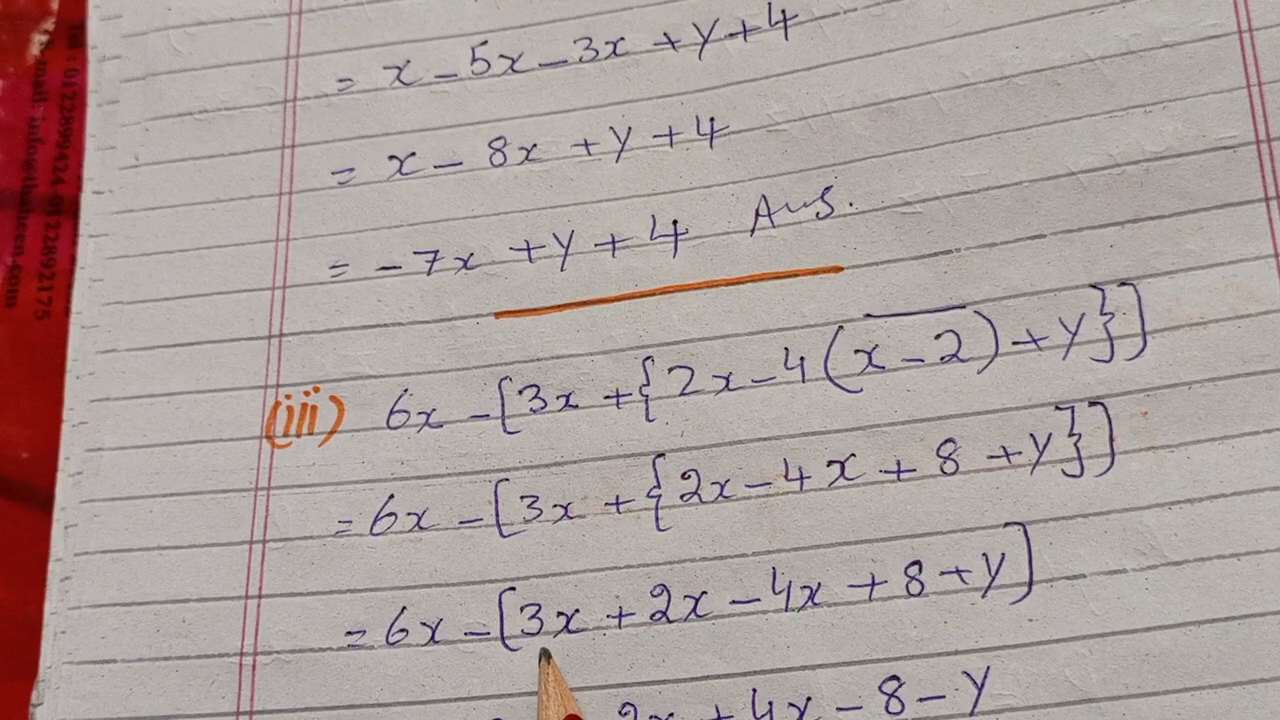 = x - 5x - 3x + y + 4
= x - 8x + y + 4
= -7x + y + 4 Ans.
(iii) 6x - [3x + {2x - 4(x - 2) + y}]
= 6x - [3x + {2x - 4x + 8 + y}]
= 6x - [3x + 2x - 4x + 8 + y]
2x + 4x - 8 - y